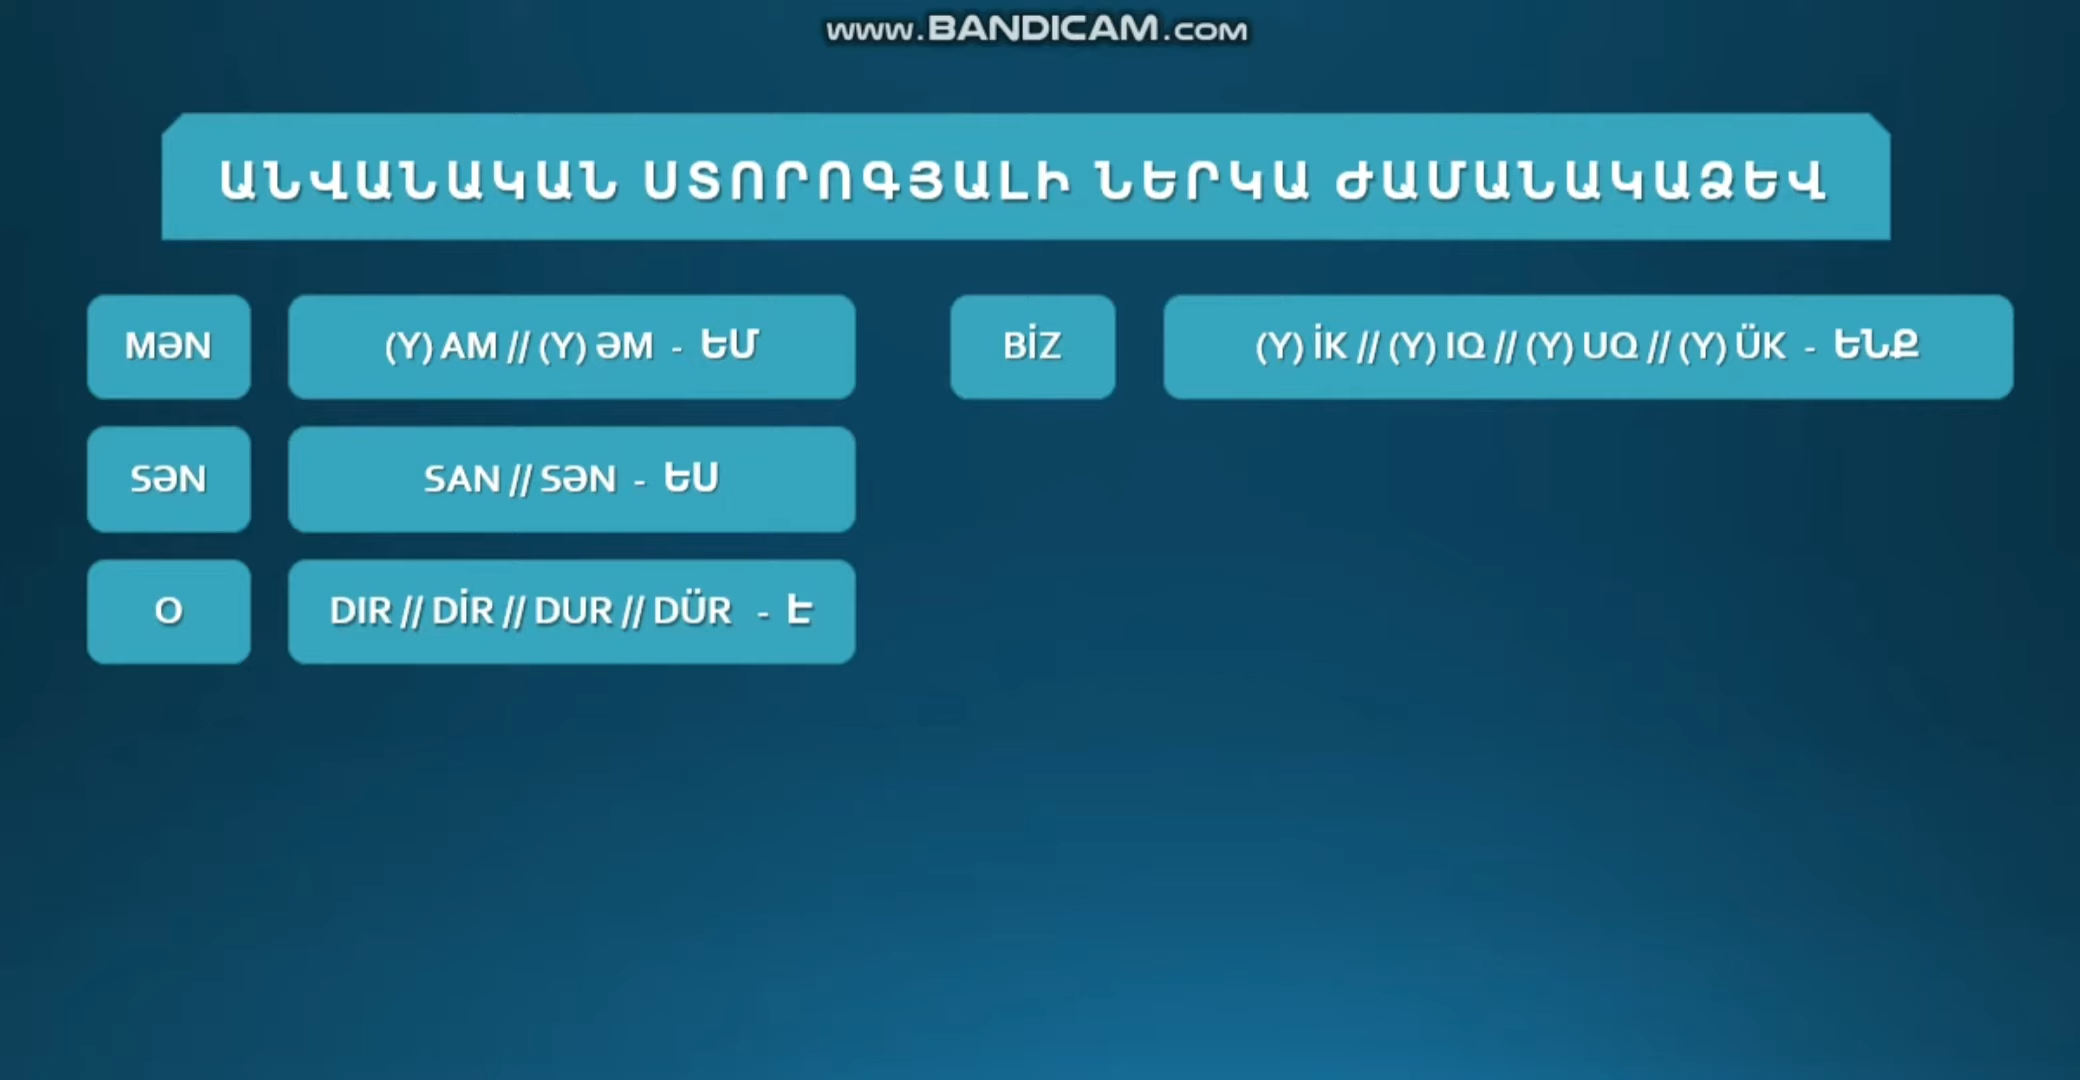 www.BANDICAM.com
ԱՆՎԱՆԱԿԱՆ ՍՏՈՐՈԳՅԱԼԻ ՆԵՐԿԱ ԺԱՄԱՆԱԿԱՁԵՎ
MƏN
(Y) AM // (Y) ƏM - ԵՄ
BİZ
(Y) İK // (Y) IQ // (Y) UQ // (Y) ÜK - ԵՆՔ
SƏN
SAN // SƏN - ԵՍ
O
DIR // DİR // DUR // DÜR - Է